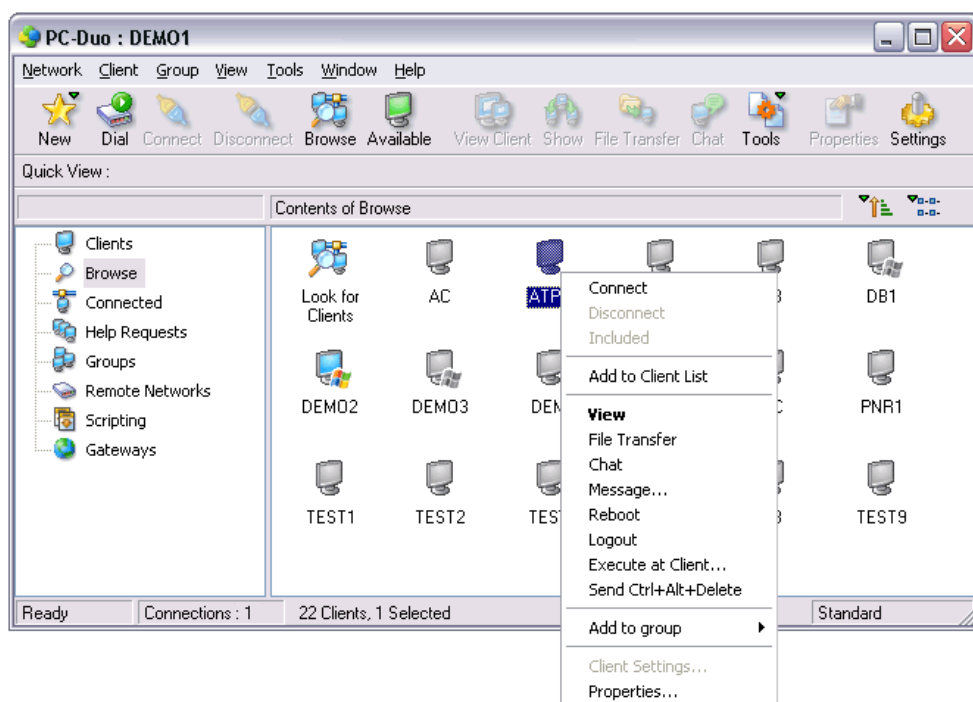 PC-Duo : DEMO1
Network Client Group View Tools Window Help
New Dial Connect Disconnect Browse Available View Client Show File Transfer Chat Tools Properties Settings
Quick View :
Contents of Browse
Clients
Browse
Connected
Help Requests
Groups
Remote Networks
Scripting
Gateways
Look for Clients
AC
ATP
DB1
DEMO2
DEMO3
PNR1
TEST1
TEST2
TEST9
Connect
Disconnect
Included
Add to Client List
View
File Transfer
Chat
Message...
Reboot
Logout
Execute at Client...
Send Ctrl+Alt+Delete
Add to group
Client Settings...
Properties...
Ready
Connections : 1
22 Clients, 1 Selected
Standard